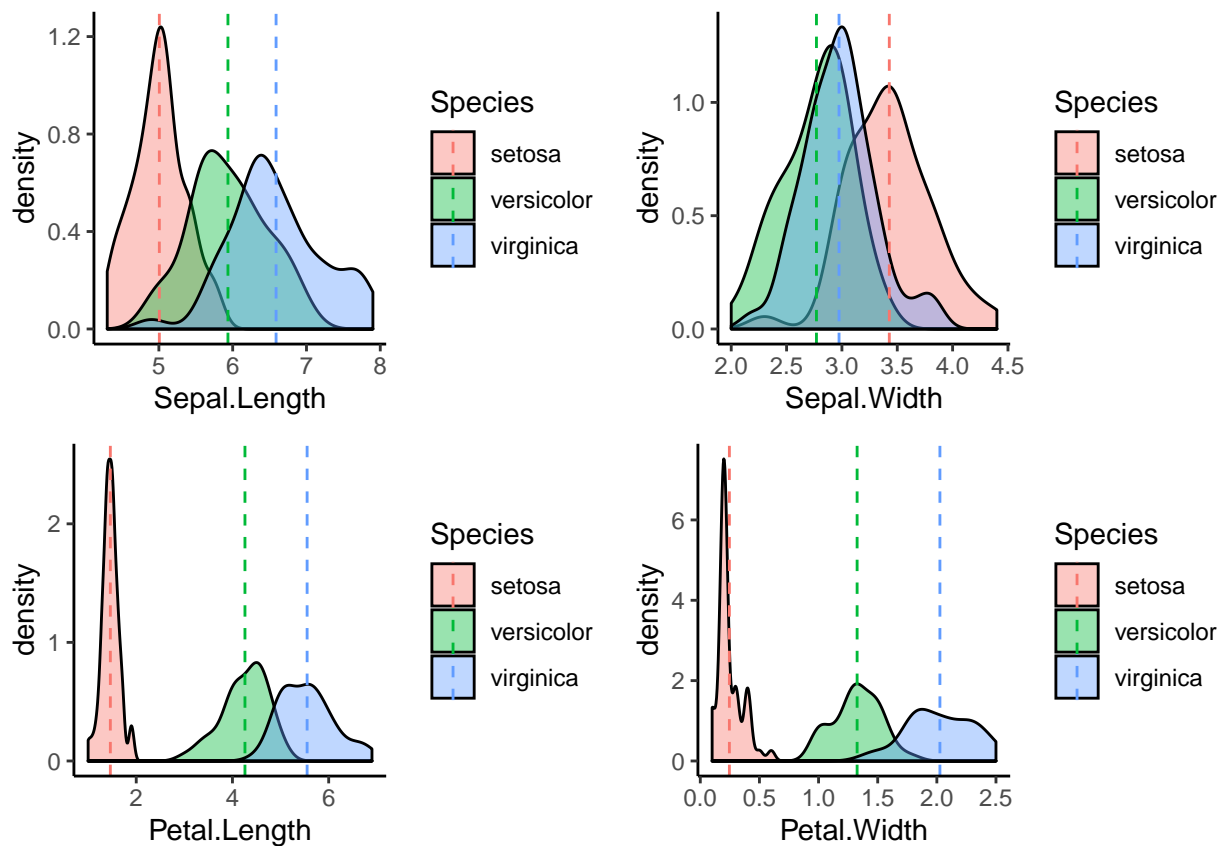 density
1.2
0.8
0.4
0.0
5 6 7 8
Sepal.Length
Species
setosa
versicolor
virginica
density
1.0
0.5
0.0
2.0 2.5 3.0 3.5 4.0 4.5
Sepal.Width
Species
setosa
versicolor
virginica
density
2
1
0
2 4 6
Petal.Length
Species
setosa
versicolor
virginica
density
6
4
2
0
0.0 0.5 1.0 1.5 2.0 2.5
Petal.Width
Species
setosa
versicolor
virginica